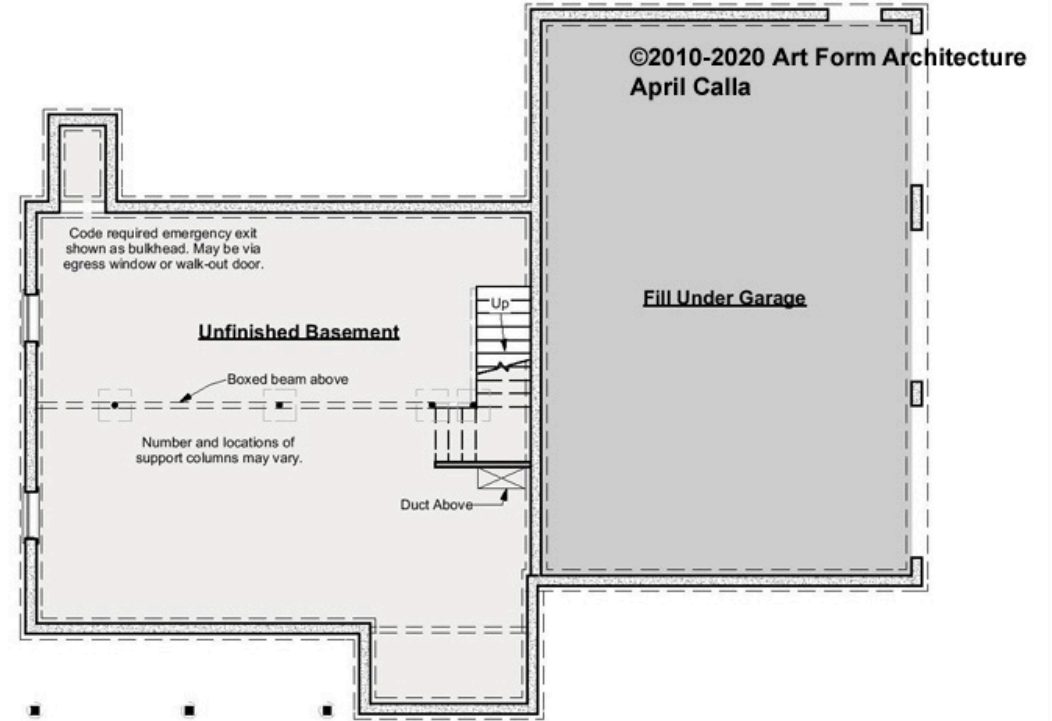 ©2010-2020 Art Form Architecture
April Calla
Code required emergency exit
shown as bulkhead. May be via
egress window or walk-out door.
Up
Fill Under Garage
Unfinished Basement
Boxed beam above
Number and locations of
support columns may vary.
Duct Above